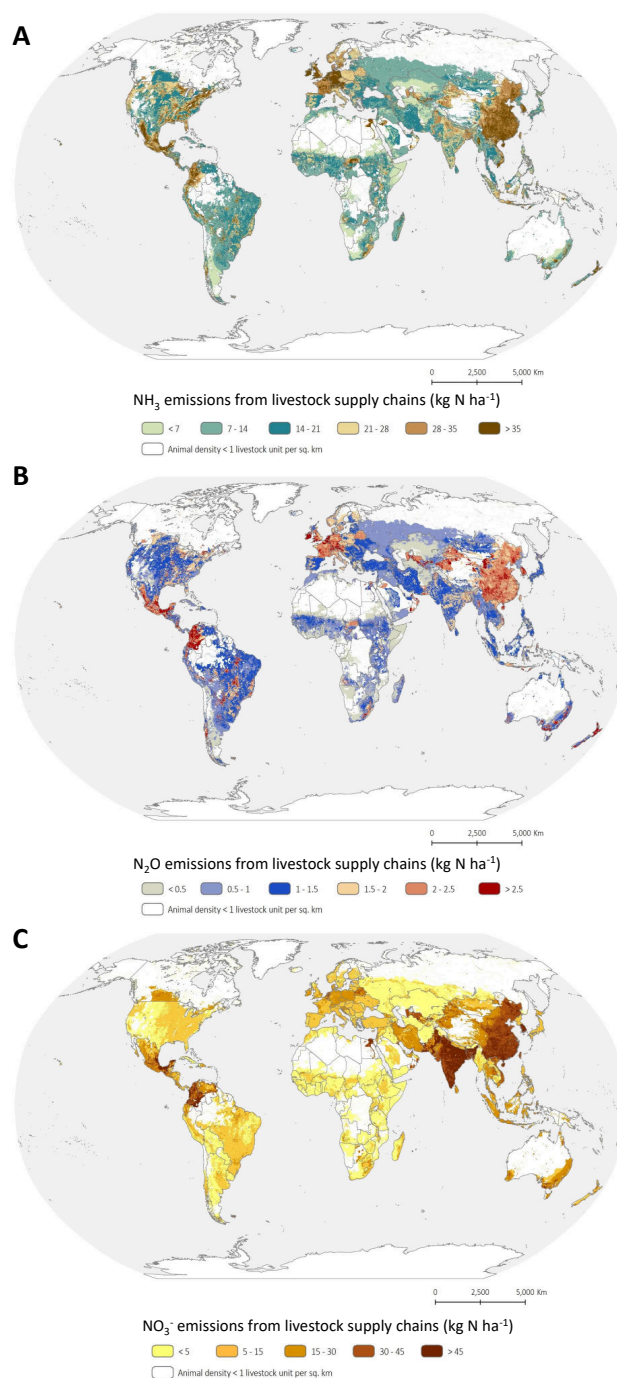 A
0 2,500 5,000 Km
NH₃ emissions from livestock supply chains (kg N ha⁻¹)
< 7 7 - 14 14 - 21 21 - 28 28 - 35 > 35
Animal density < 1 livestock unit per sq. km
B
0 2,500 5,000 Km
N₂O emissions from livestock supply chains (kg N ha⁻¹)
< 0.5 0.5 - 1 1 - 1.5 1.5 - 2 2 - 2.5 > 2.5
Animal density < 1 livestock unit per sq. km
C
0 2,500 5,000 Km
NO₃⁻ emissions from livestock supply chains (kg N ha⁻¹)
< 5 5 - 15 15 - 30 30 - 45 > 45
Animal density < 1 livestock unit per sq. km